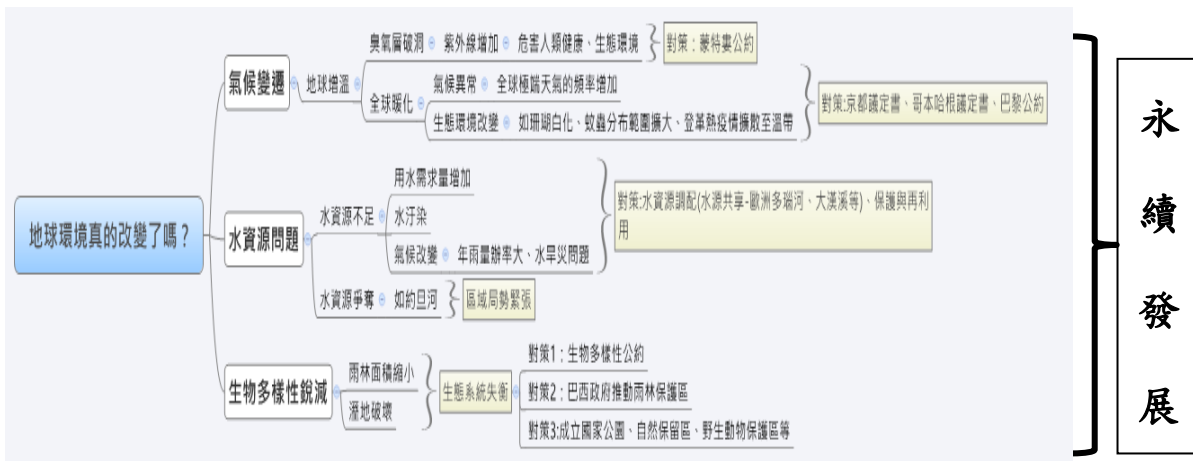 地球環境真的改變了嗎？
氣候變遷
地球增溫
臭氧層破洞
紫外線增加
危害人類健康、生態環境
對策：蒙特婁公約
全球暖化
氣候異常
全球極端天氣的頻率增加
生態環境改變
如珊瑚白化、蚊蟲分布範圍擴大、登革熱疫情擴散至溫帶
對策:京都議定書、哥本哈根議定書、巴黎公約
水資源問題
水資源不足
用水需求量增加
水汙染
氣候改變
年雨量辦率大、水旱災問題
對策:水資源調配(水源共享-歐洲多瑙河、大漢溪等)、保護與再利
用
水資源爭奪
如約旦河
區域局勢緊張
生物多樣性銳減
雨林面積縮小
溼地破壞
生態系統失衡
對策1：生物多樣性公約
對策2：巴西政府推動雨林保護區
對策3:成立國家公園、自然保留區、野生動物保護區等
永
續
發
展